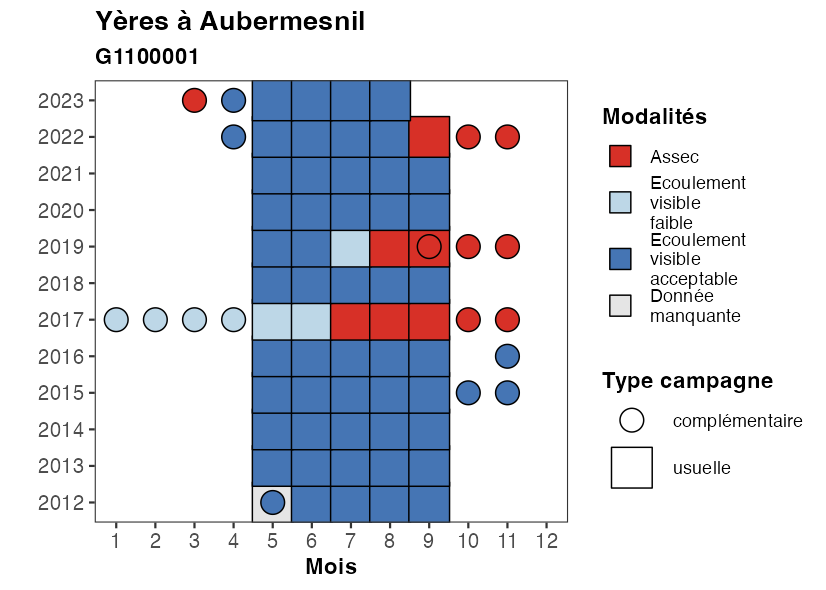 Yères à Aubermesnil
G1100001
2023
2022
2021
2020
2019
2018
2017
2016
2015
2014
2013
2012
1 2 3 4 5 6 7 8 9 10 11 12
Mois
Modalités
Assec
Ecoulement
visible
faible
Ecoulement
visible
acceptable
Donnée
manquante
Type campagne
complémentaire
usuelle